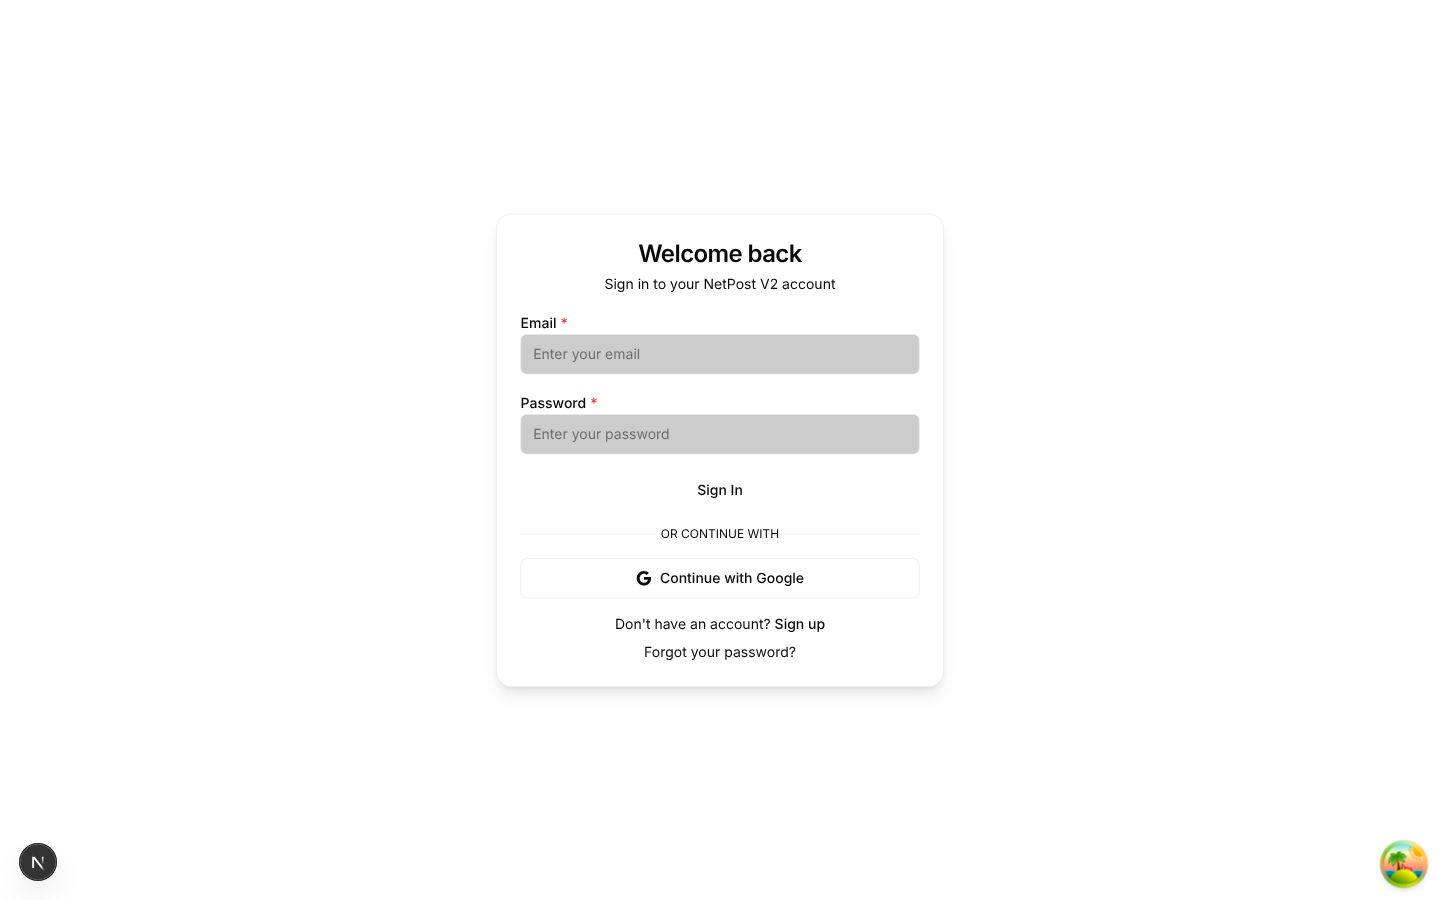 Welcome back
Sign in to your NetPost V2 account
Email *
Enter your email
Password *
Enter your password
Sign In
OR CONTINUE WITH
Continue with Google
Don't have an account? Sign up
Forgot your password?
N